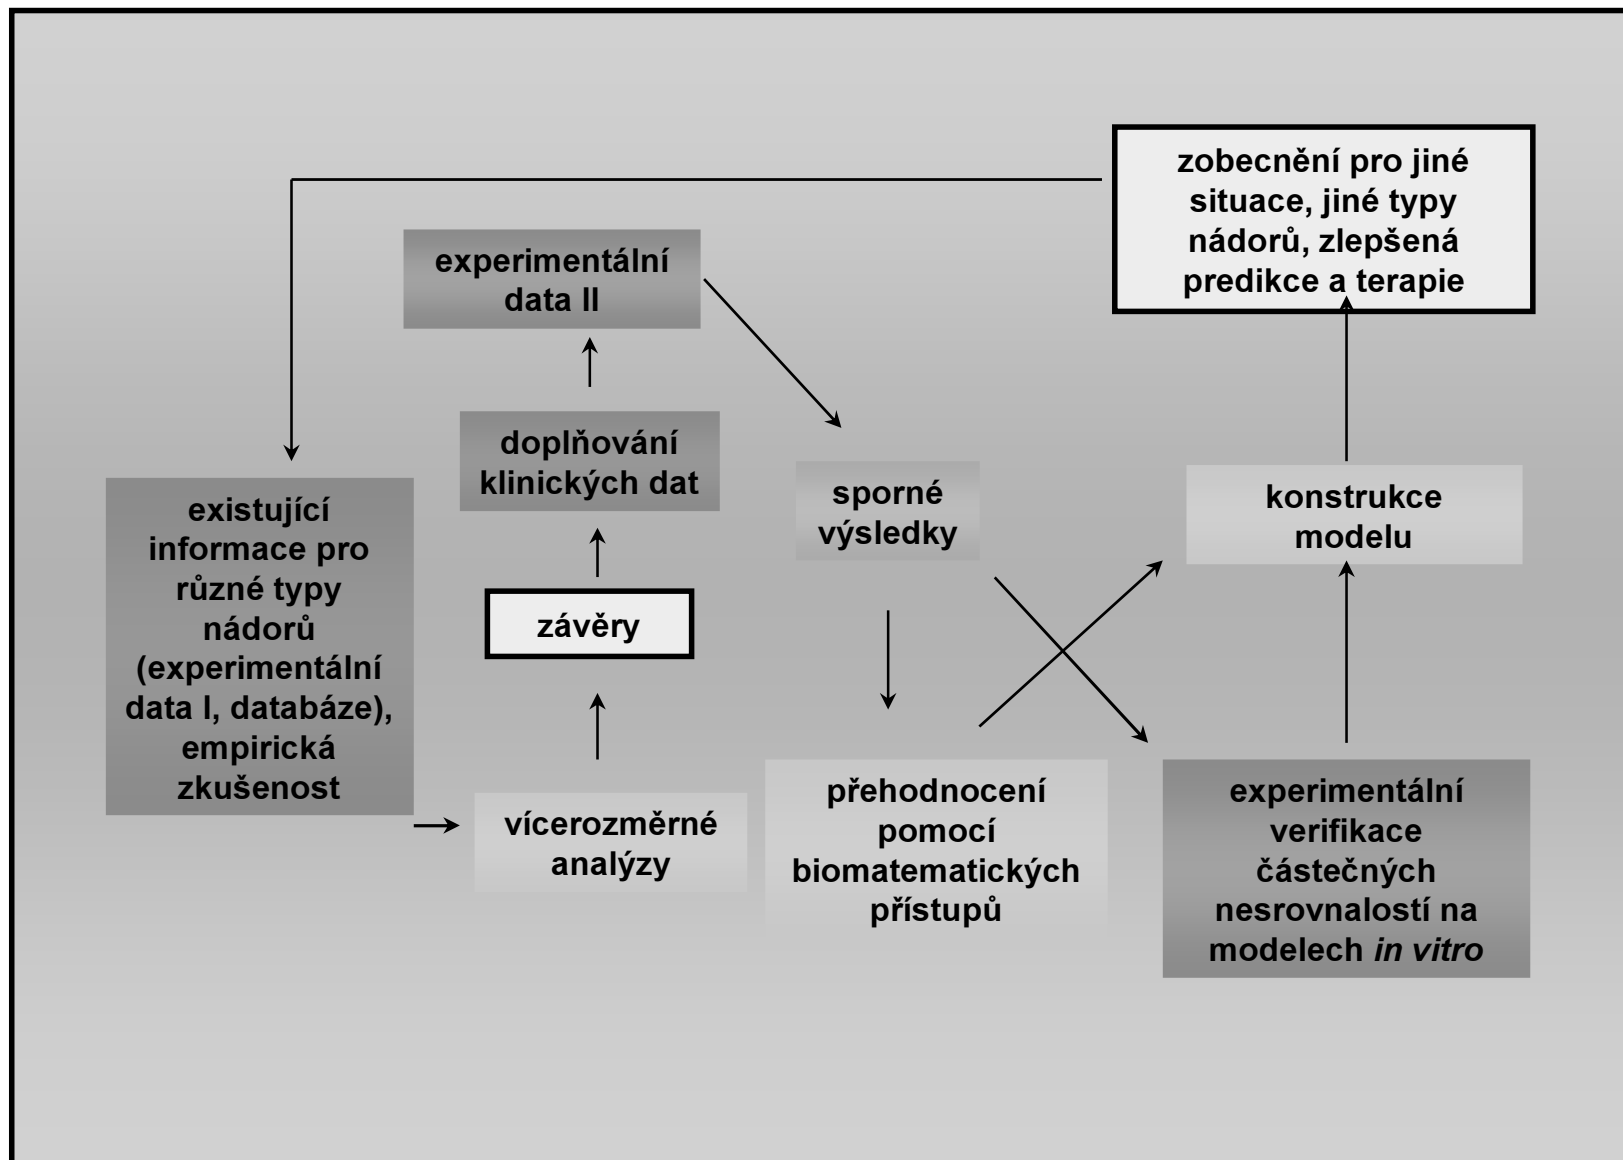 zobecnění pro jiné
situace, jiné typy
nádorů, zlepšená
predikce a terapie
experimentální
data II
doplňování
klinických dat
sporné
výsledky
konstrukce
modelu
existující
informace pro
různé typy
nádorů
(experimentální
data I, databáze),
empirická
zkušenost
závěry
vícerozměrné
analýzy
přehodnocení
pomocí
biomatematických
přístupů
experimentální
verifikace
částečných
nesrovnalostí na
modelech in vitro